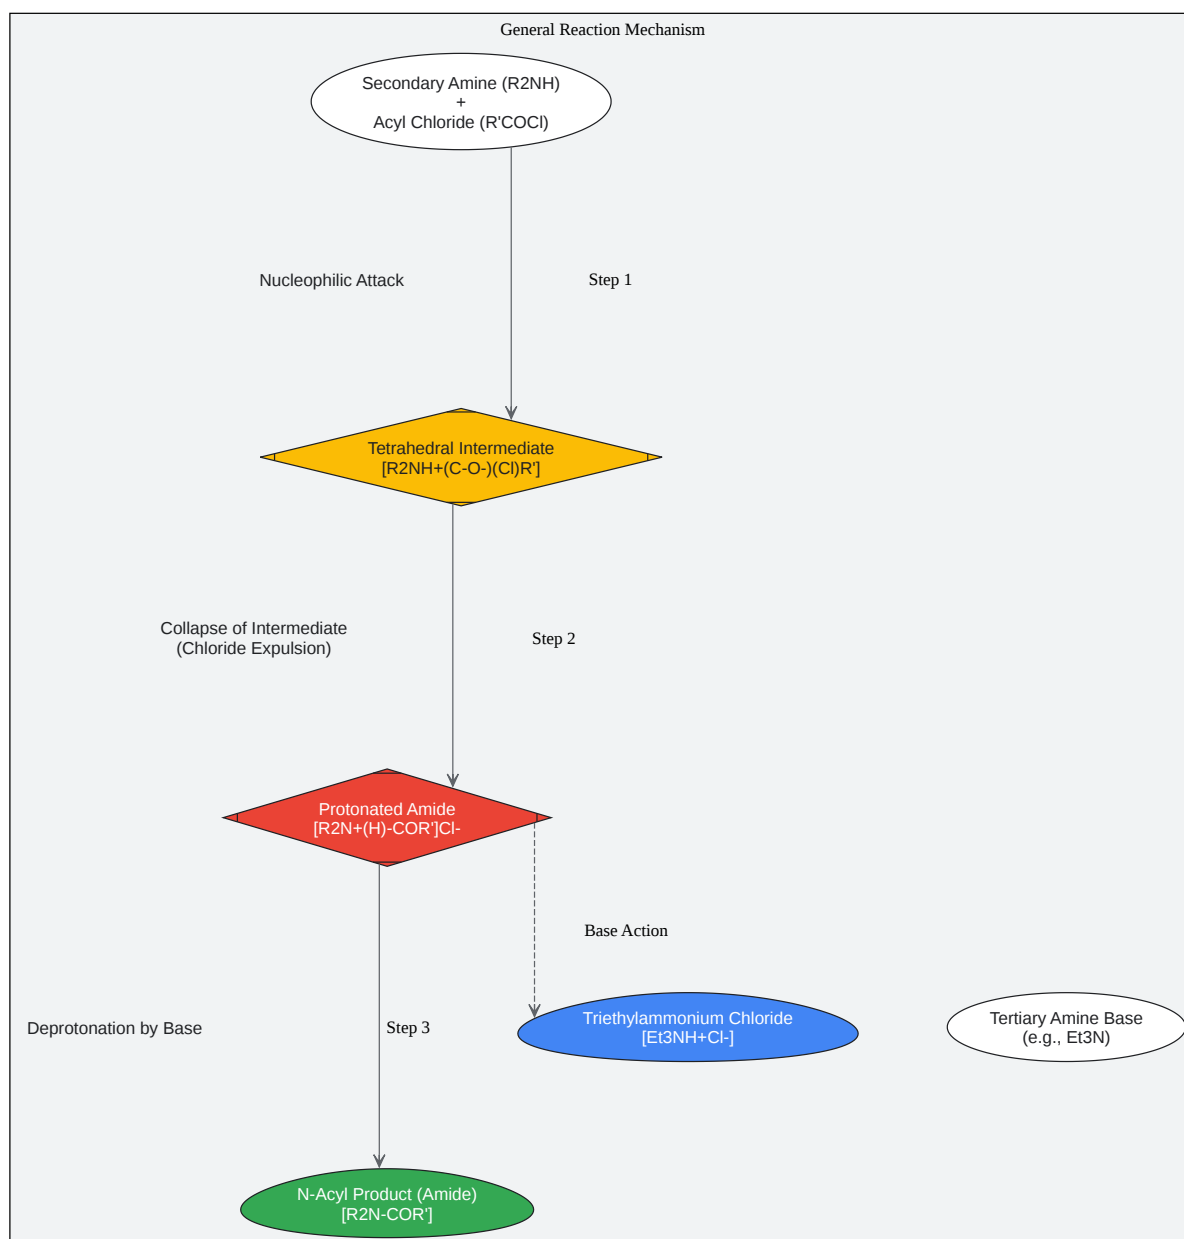 General Reaction Mechanism
Secondary Amine (R2NH)
+
Acyl Chloride (R'COCl)
Nucleophilic Attack
Step 1
Tetrahedral Intermediate
[R2NH+(C-O-)(Cl)R']
Collapse of Intermediate
(Chloride Expulsion)
Step 2
Protonated Amide
[R2N+(H)-COR']Cl-
Base Action
Deprotonation by Base
Step 3
Triethylammonium Chloride
[Et3NH+Cl-]
Tertiary Amine Base
(e.g., Et3N)
N-Acyl Product (Amide)
[R2N-COR']